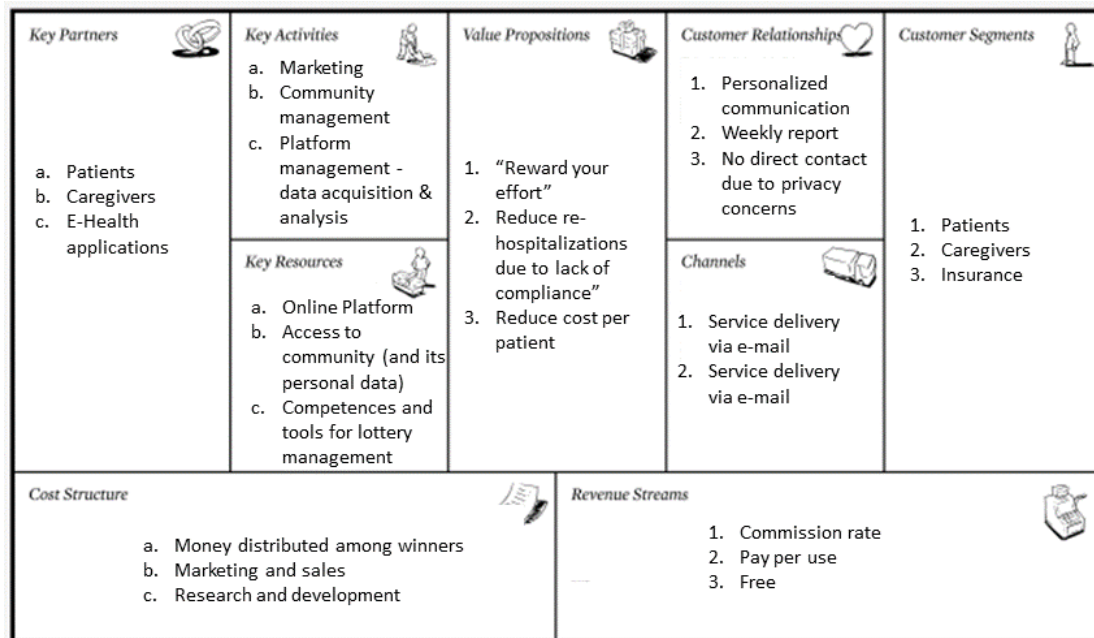 Key Partners
a. Patients
b. Caregivers
c. E-Health
applications
Key Activities
a. Marketing
b. Community
management
c. Platform
management -
data acquisition &
analysis
Key Resources
a. Online Platform
b. Access to
community (and its
personal data)
c. Competences and
tools for lottery
management
Value Propositions
1. “Reward your
effort”
2. Reduce re-
hospitalizations
due to lack of
compliance”
3. Reduce cost per
patient
Customer Relationships
1. Personalized
communication
2. Weekly report
3. No direct contact
due to privacy
concerns
Channels
1. Service delivery
via e-mail
2. Service delivery
via e-mail
Customer Segments
1. Patients
2. Caregivers
3. Insurance
Cost Structure
a. Money distributed among winners
b. Marketing and sales
c. Research and development
Revenue Streams
1. Commission rate
2. Pay per use
3. Free